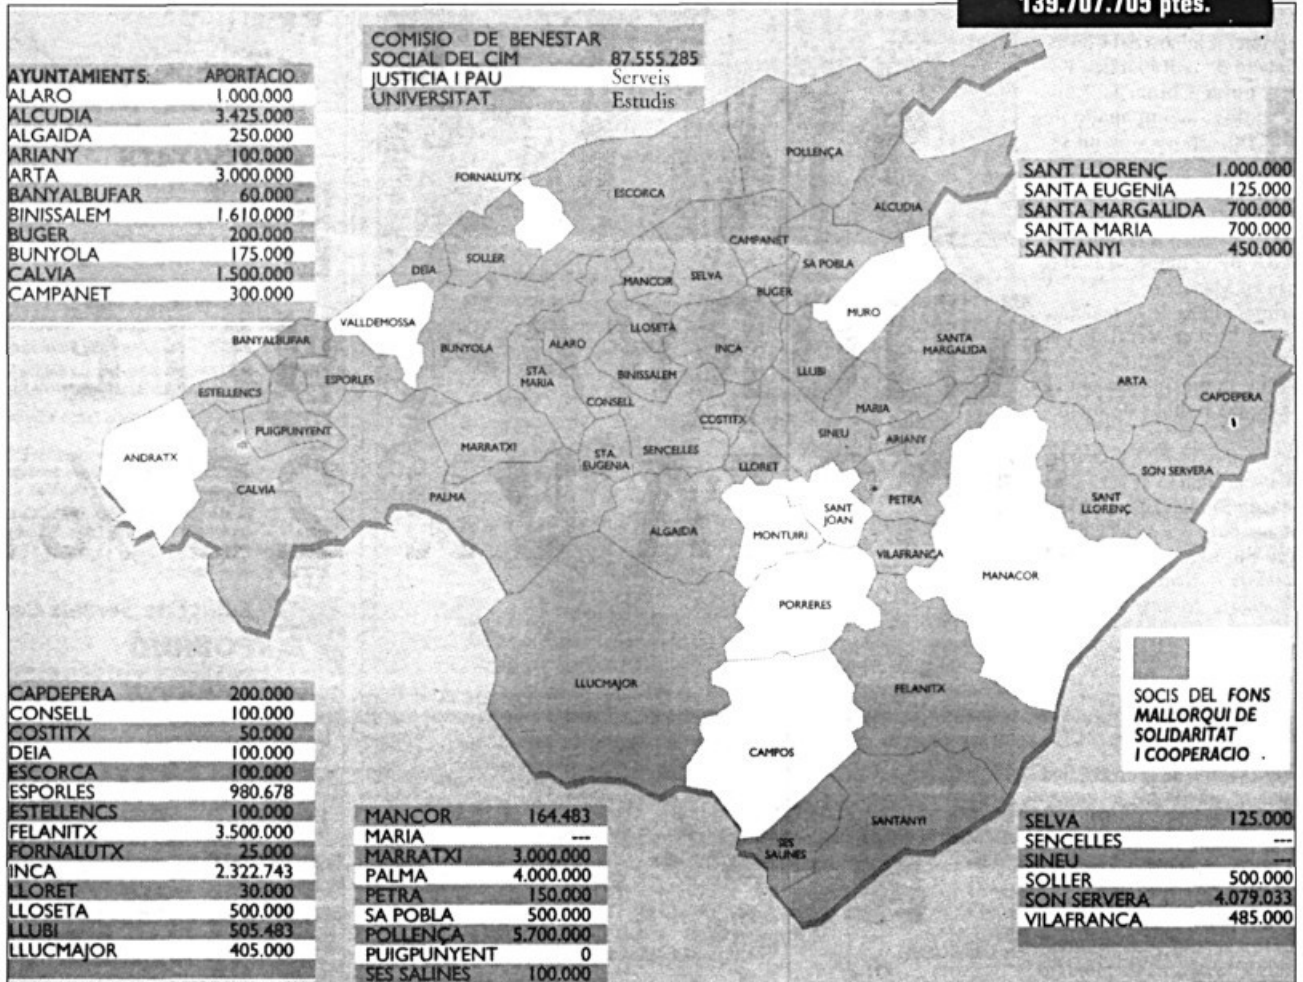 139.707.705 ptes.
COMISIO DE BENESTAR
SOCIAL DEL CIM 87.555.285
JUSTICIA I PAU Serveis
UNIVERSITAT Estudis
AYUNTAMIENTS: APORTACIO.
ALARO 1.000.000
ALCUDIA 3.425.000
ALGAIDA 250.000
ARIANY 100.000
ARTA 3.000.000
BANYALBUFAR 60.000
BINISSALEM 1.610.000
BUGER 200.000
BUNYOLA 175.000
CALVIA 1.500.000
CAMPANET 300.000
SANT LLORENÇ 1.000.000
SANTA EUGENIA 125.000
SANTA MARGALIDA 700.000
SANTA MARIA 700.000
SANTANYI 450.000
POLLENÇA
FORNALUTX
ESCORCA
ALCUDIA
CAMPANET
SOLLER
DEIA
SA POBLA
MANCOR
SELVA
BUGER
MURO
VALLDEMOSSA
LLOSETA
BANYALBUFAR
BUNYOLA
ALARO
INCA
SANTA
MARGALIDA
STA.
MARIA
BINISSALEM
LLUBI
ESPORLES
ARTA
ESTELLENCS
CONSELL
CAPDEPERA
MARIA
COSTITX
PUIGPUNYENT
SINEU
ARIANY
MARRATXI
SENCELLES
STA.
EUGENIA
ANDRATX
LLORET
SON SERVERA
CALVIA
PALMA
PETRA
SANT
LLORENÇ
SANT
JOAN
ALGAIDA
MONTUIRI
VILAFRANCA
MANACOR
PORRERES
LLUCMAJOR
FELANITX
CAMPOS
SANTANYI
SES
SALINES
SOCIS DEL FONS
MALLORQUI DE
SOLIDARITAT
I COOPERACIO .
CAPDEPERA 200.000
CONSELL 100.000
COSTITX 50.000
DEIA 100.000
ESCORCA 100.000
ESPORLES 980.678
ESTELLENCS 100.000
FELANITX 3.500.000
FORNALUTX 25.000
INCA 2.322.743
LLORET 30.000
LLOSETA 500.000
LLUBI 505.483
LLUCMAJOR 405.000
MANCOR 164.483
MARIA ---
MARRATXI 3.000.000
PALMA 4.000.000
PETRA 150.000
SA POBLA 500.000
POLLENÇA 5.700.000
PUIGPUNYENT 0
SES SALINES 100.000
SELVA 125.000
SENCELLES ---
SINEU ---
SOLLER 500.000
SON SERVERA 4.079.033
VILAFRANCA 485.000